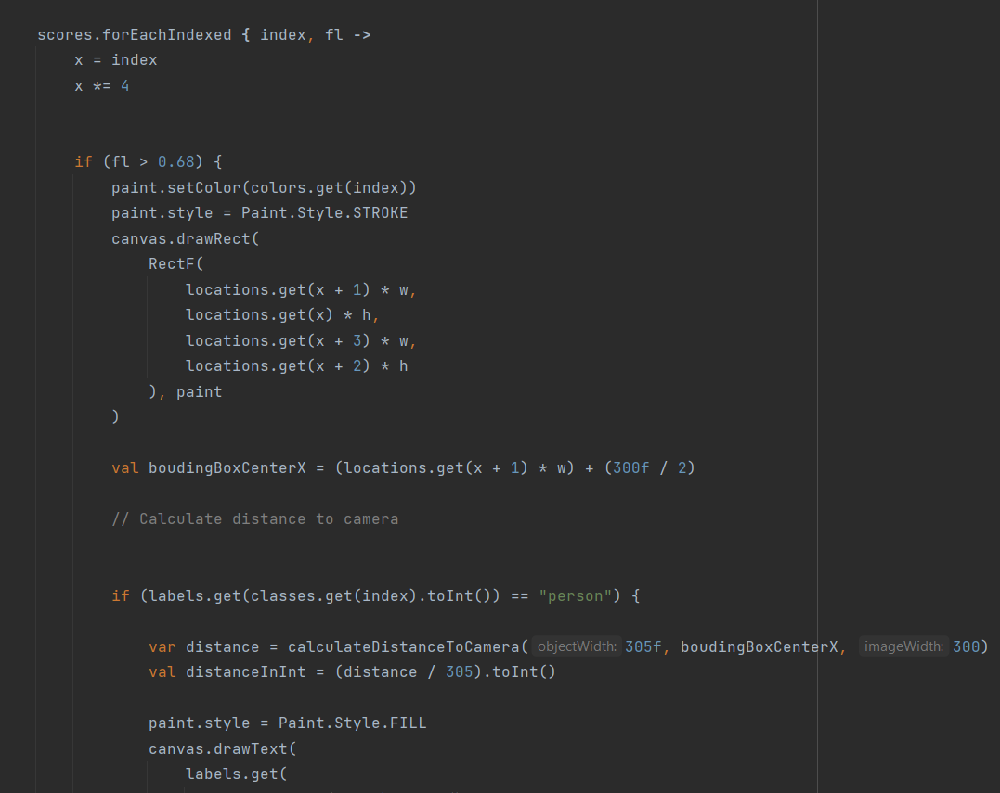 scores.forEachIndexed { index, fl ->
x = index
x *= 4
if (fl > 0.68) {
paint.setColor(colors.get(index))
paint.style = Paint.Style.STROKE
canvas.drawRect(
RectF(
locations.get(x + 1) * w,
locations.get(x) * h,
locations.get(x + 3) * w,
locations.get(x + 2) * h
), paint
)
val boudingBoxCenterX = (locations.get(x + 1) * w) + (300f / 2)
// Calculate distance to camera
if (labels.get(classes.get(index).toInt()) == "person") {
var distance = calculateDistanceToCamera( objectWidth: 305f, boudingBoxCenterX, imageWidth: 300)
val distanceInInt = (distance / 305).toInt()
paint.style = Paint.Style.FILL
canvas.drawText(
labels.get(